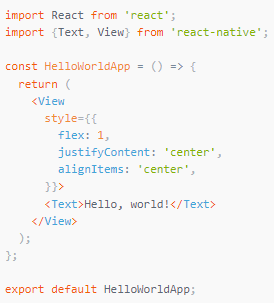 import React from 'react';
import {Text, View} from 'react-native';

const HelloWorldApp = () => {
  return (
    <View
      style={{
        flex: 1,
        justifyContent: 'center',
        alignItems: 'center',
      }}>
      <Text>Hello, world!</Text>
    </View>
  );
};

export default HelloWorldApp;